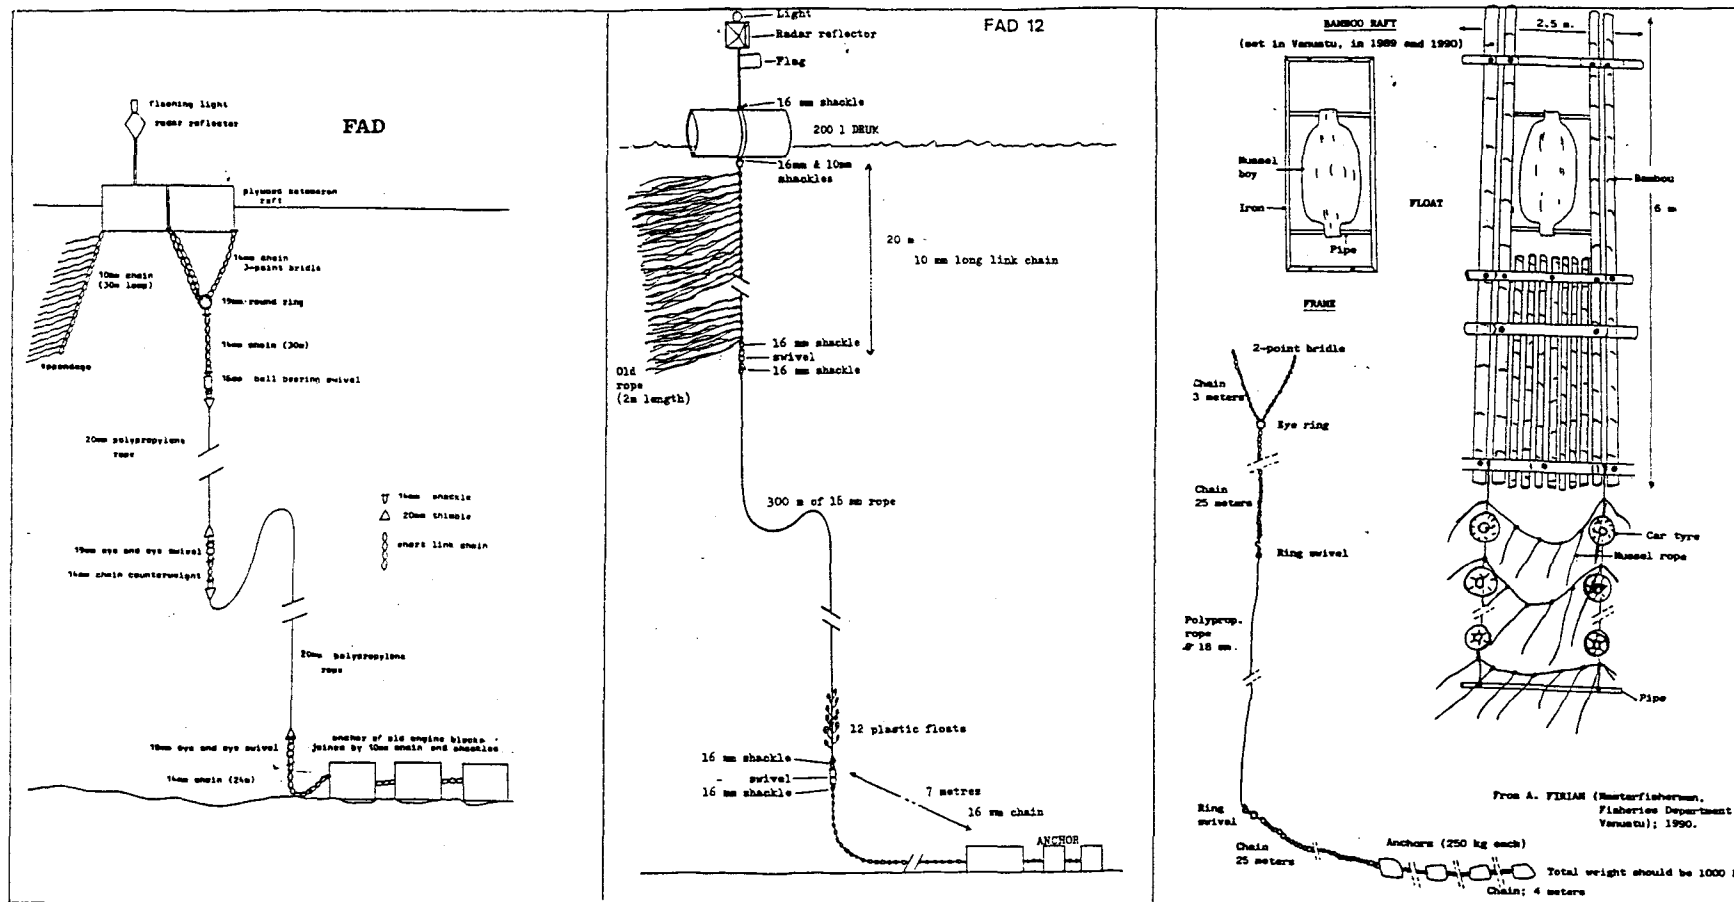 flashing light
radar reflector
FAD
plywood catamaran
raft
10mm chain
(30m loop)
14mm chain
3-point bridle
19mm round ring
14mm chain (30m)
appendage
16mm ball bearing swivel
20mm polypropylene
rope
14mm shackle
20mm thimble
short link chain
19mm eye and eye swivel
14mm chain counterweight
20mm polypropylene
rope
19mm eye and eye swivel
anchor of old engine blocks
joined by 10mm chain and shackles
14mm chain (24m)
Light
FAD 12
Radar reflector
Flag
16 mm shackle
200 l DRUM
16mm & 10mm
shackles
20 m
10 mm long link chain
16 mm shackle
swivel
16 mm shackle
Old
rope
(2m length)
300 m of 16 mm rope
12 plastic floats
16 mm shackle
swivel
16 mm shackle
7 metres
16 mm chain
ANCHOR
BAMBOO RAFT
(set in Vanuatu, in 1989 and 1990)
2.5 m.
Mussel
boy
Iron
Pipe
FLOAT
Bambou
6 m
FRAME
2-point bridle
Chain
3 meters
Eye ring
Chain
25 meters
Ring swivel
Car tyre
Mussel rope
Polyprop.
rope
ø 18 mm.
Pipe
Ring
swivel
Chain
25 meters
From A. FIRIAM (Masterfisherman,
Fisheries Department
Vanuatu); 1990.
Anchors (250 kg each)
Total weight should be 1000
Chain; 4 meters